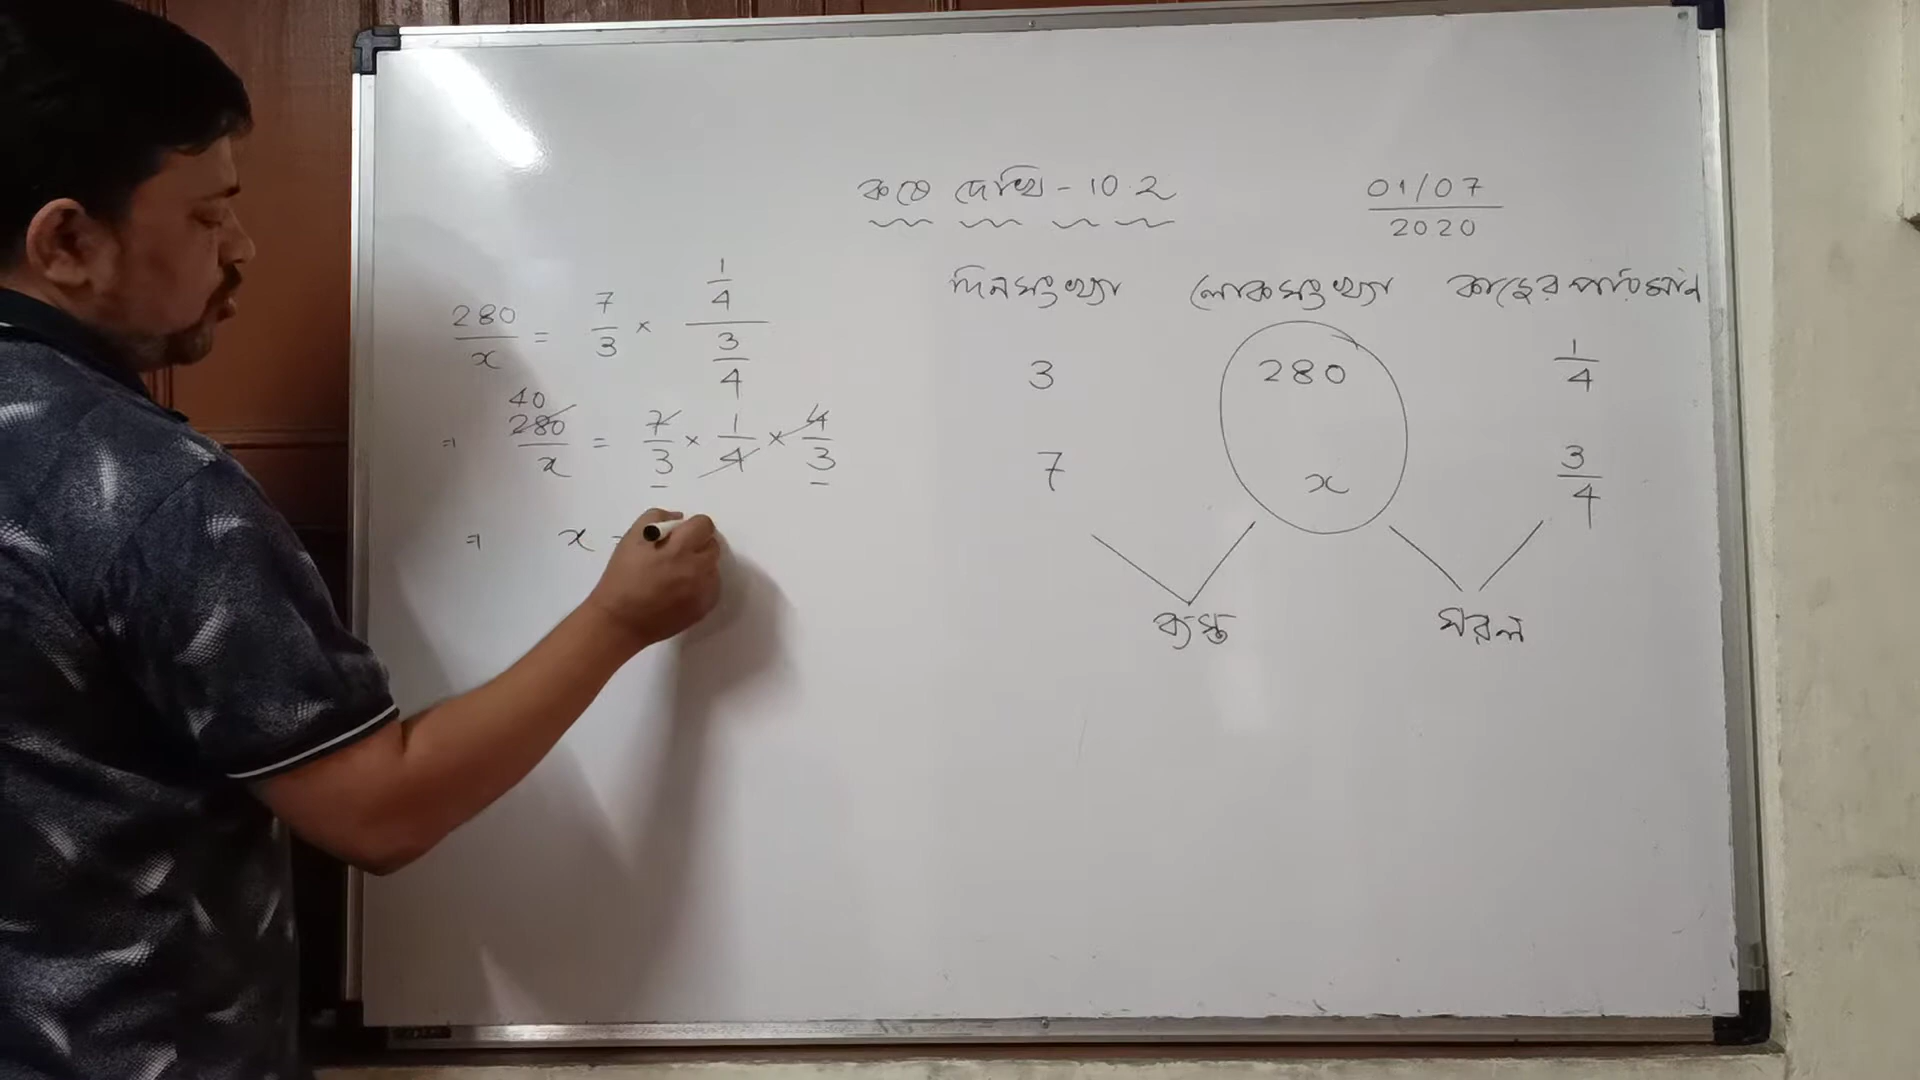 কষে দেখি - 10.2
01/07
2020
দিনসংখ্যা লোকসংখ্যা কাজের পরিমান
3 280 1/4
7 x 3/4
ব্যস্ত সরল
280/x = 7/3 × (1/4)/(3/4)
40
⇒ 280/x = 7/3 × 1/4 × 4/3
⇒ x =